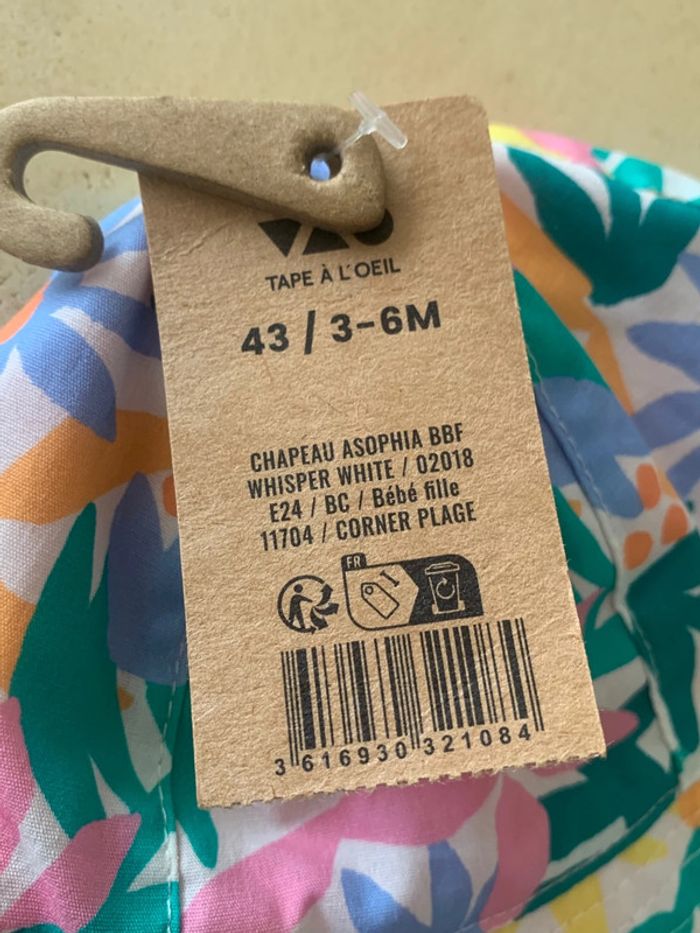 TAPE À L'OEIL
43 / 3-6M
CHAPEAU ASOPHIA BBF
WHISPER WHITE / 02018
E24 / BC / Bébé fille
11704 / CORNER PLAGE
FR
3 616930 321084